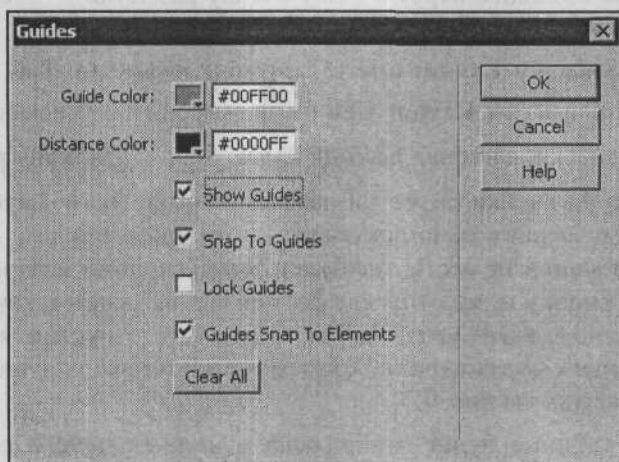 Guides
Guide Color: #00FF00
OK
Distance Color: #0000FF
Cancel
Help
Show Guides
Snap To Guides
Lock Guides
Guides Snap To Elements
Clear All